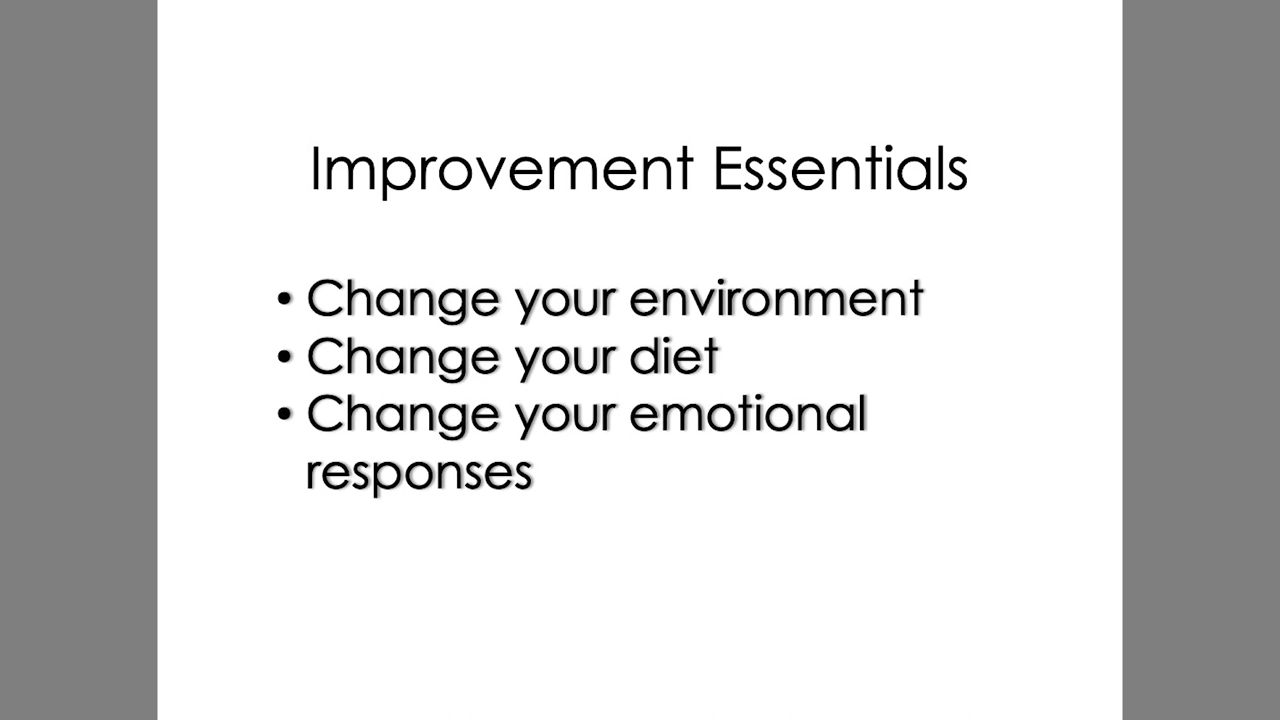 Improvement Essentials
• Change your environment
• Change your diet
• Change your emotional
responses